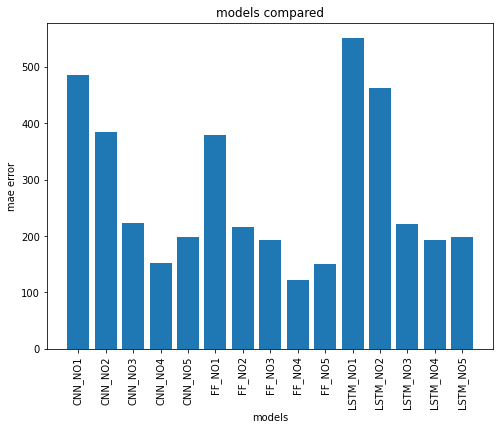 models compared
mae error
500
400
300
200
100
0
CNN_NO1
CNN_NO2
CNN_NO3
CNN_NO4
CNN_NO5
FF_NO1
FF_NO2
FF_NO3
FF_NO4
FF_NO5
LSTM_NO1
LSTM_NO2
LSTM_NO3
LSTM_NO4
LSTM_NO5
models